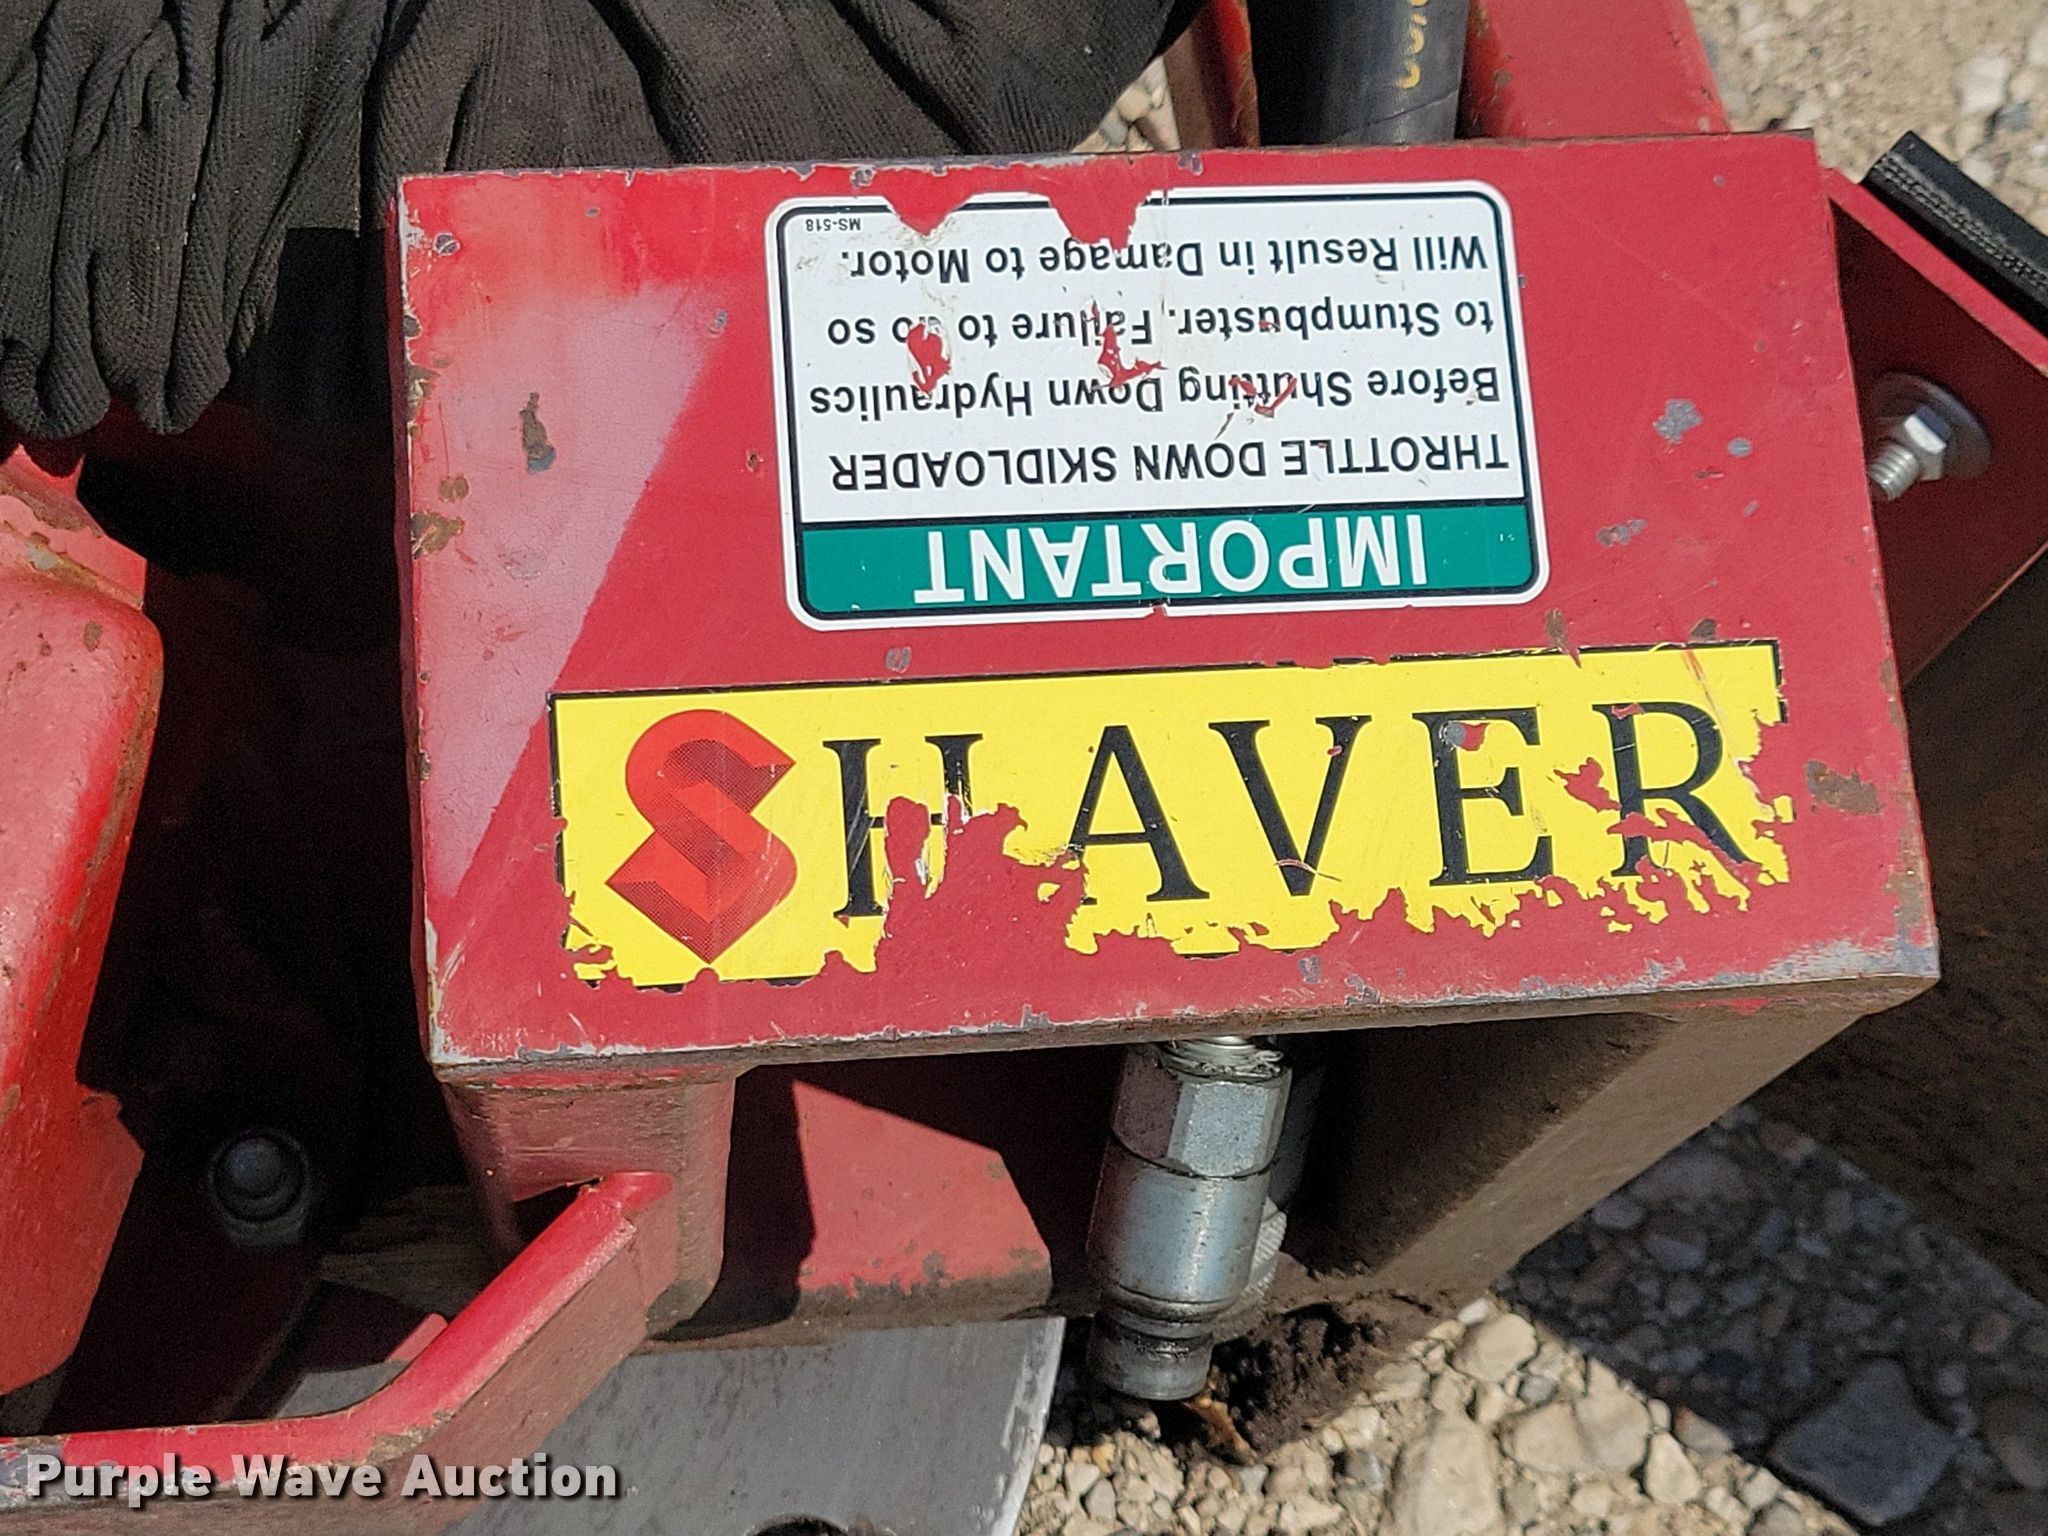 IMPORTANT
THROTTLE DOWN SKIDLOADER
Before Shutting Down Hydraulics
to Stumpbuster. Failure to do so
Will Result in Damage to Motor.
MS-518
SHAVER
Purple Wave Auction